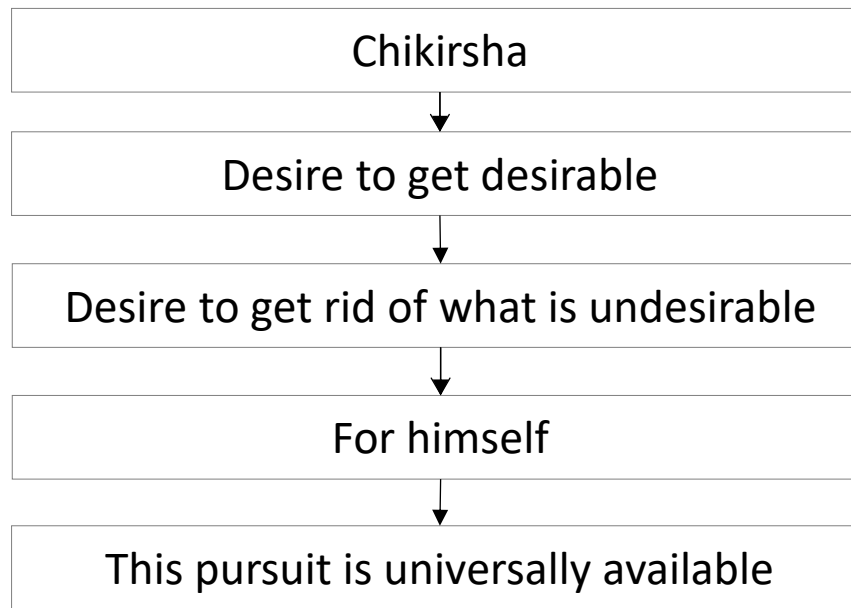 Chikirsha
Desire to get desirable
Desire to get rid of what is undesirable
For himself
This pursuit is universally available